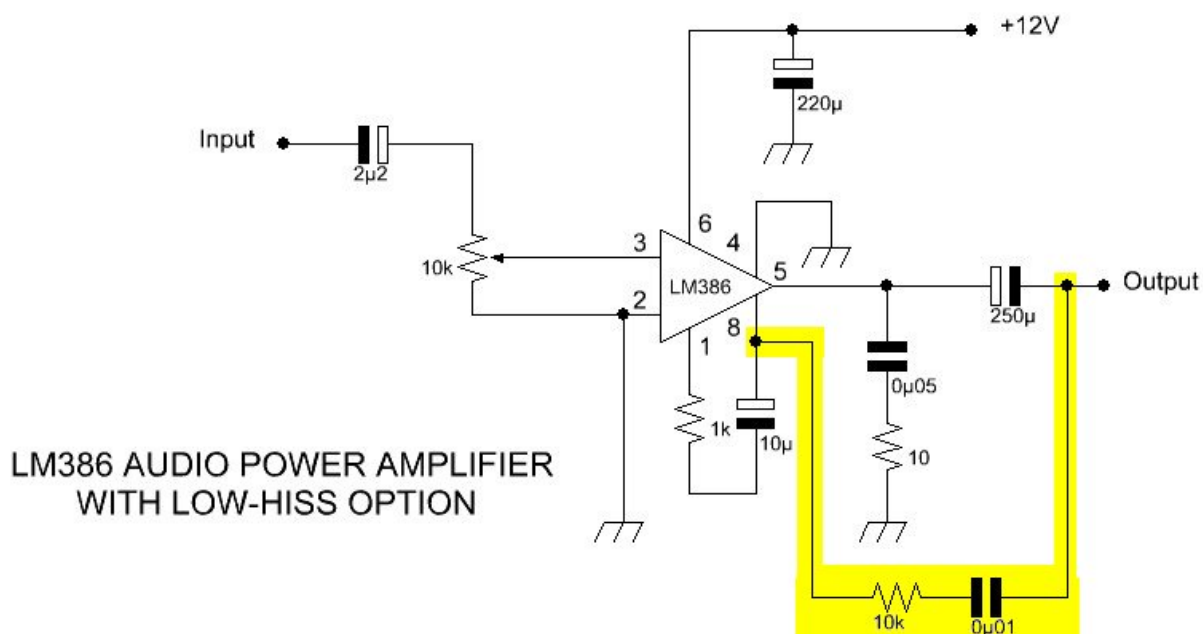 +12V
220µ
Input
2µ2
10k
3
6
4
LM386
5
2
8
1
Output
250µ
0µ05
1k
10µ
10
LM386 AUDIO POWER AMPLIFIER
WITH LOW-HISS OPTION
10k
0µ01